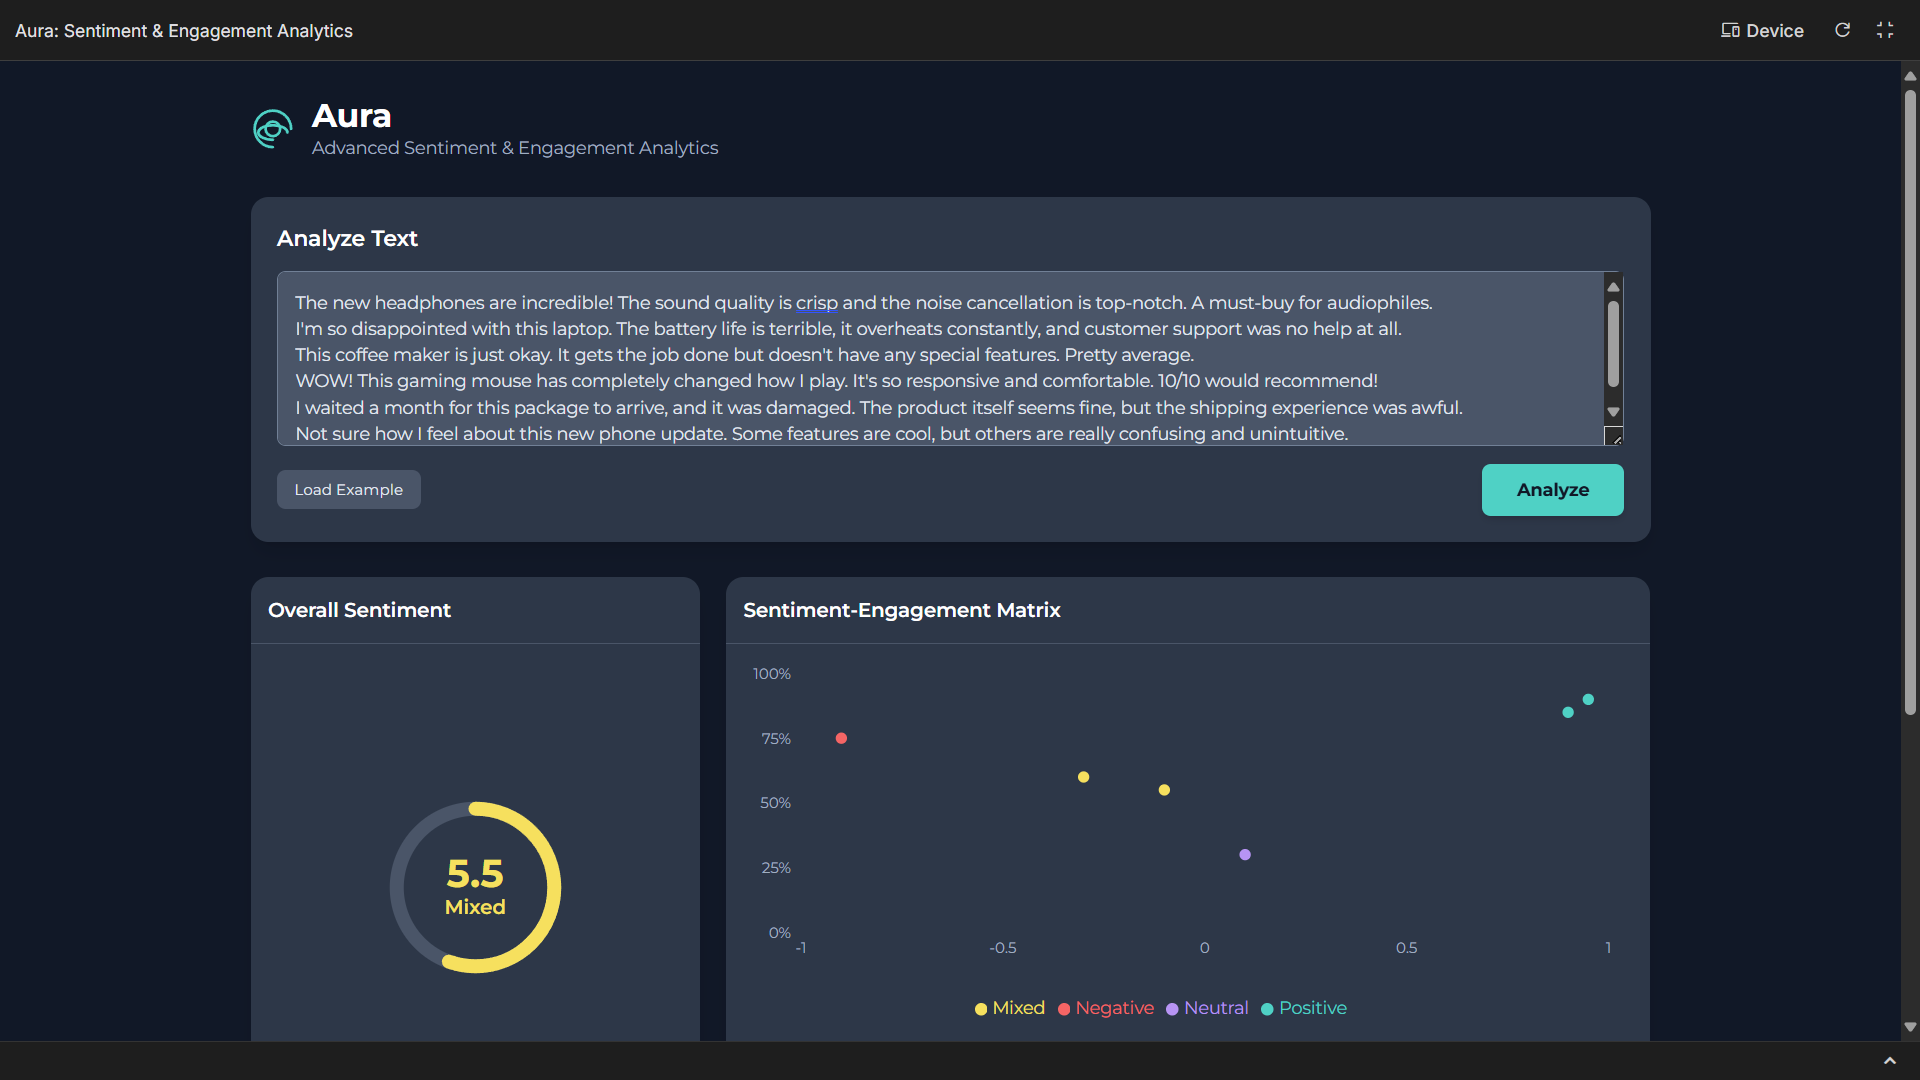 Aura: Sentiment & Engagement Analytics
Device
Aura
Advanced Sentiment & Engagement Analytics
Analyze Text
The new headphones are incredible! The sound quality is crisp and the noise cancellation is top-notch. A must-buy for audiophiles.
I'm so disappointed with this laptop. The battery life is terrible, it overheats constantly, and customer support was no help at all.
This coffee maker is just okay. It gets the job done but doesn't have any special features. Pretty average.
WOW! This gaming mouse has completely changed how I play. It's so responsive and comfortable. 10/10 would recommend!
I waited a month for this package to arrive, and it was damaged. The product itself seems fine, but the shipping experience was awful.
Not sure how I feel about this new phone update. Some features are cool, but others are really confusing and unintuitive.
Load Example
Analyze
Overall Sentiment
5.5
Mixed
Sentiment-Engagement Matrix
100%
75%
50%
25%
0%
-1 -0.5 0 0.5 1
Mixed Negative Neutral Positive